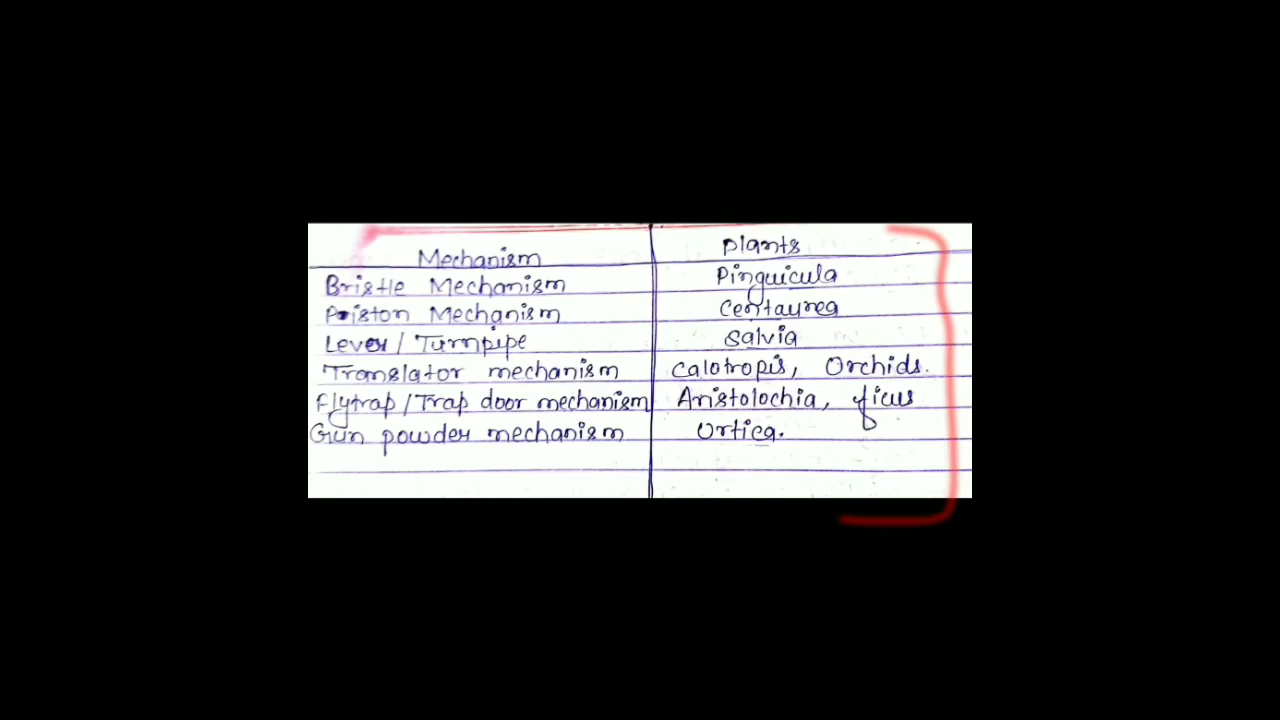 Mechanism Plants
Bristle Mechanism Pinguicula
Piston Mechanism Centaurea
Lever / Turnpipe Salvia
Translator mechanism Calotropis, Orchids.
Flytrap / Trap door mechanism Aristolochia, ficus
Gun powder mechanism Urtica.